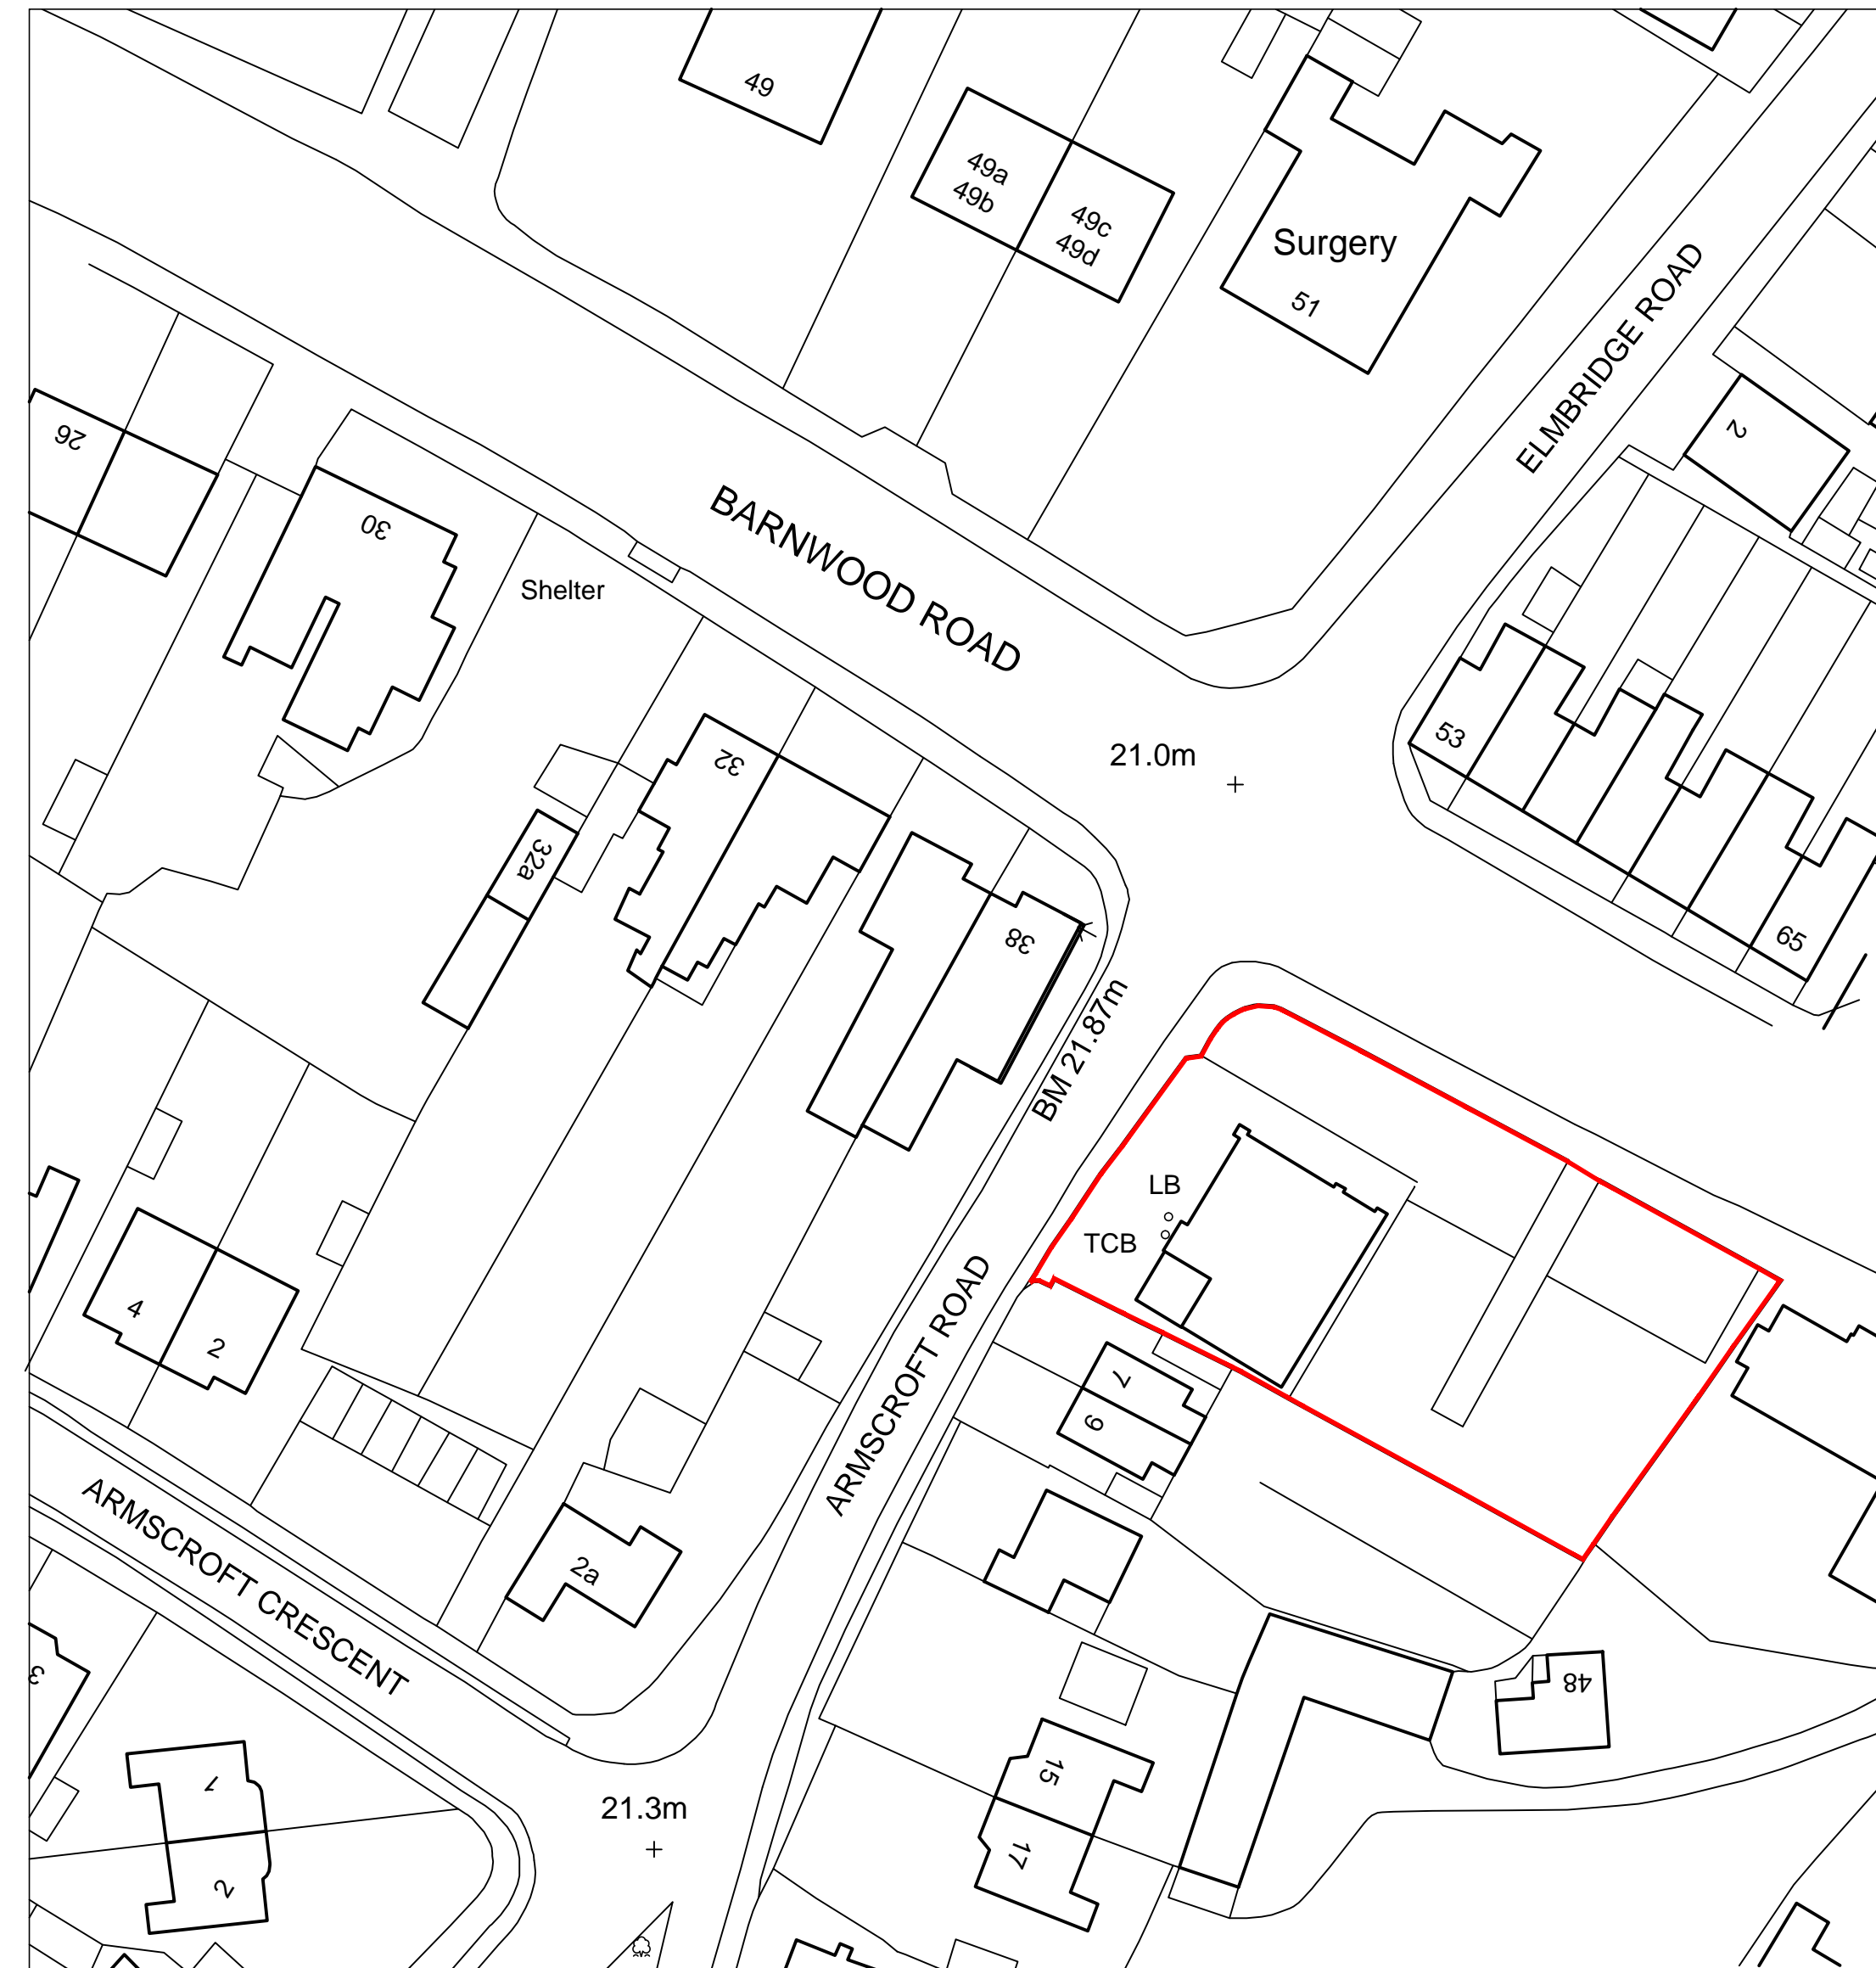 49
49a
49b
49c
49d
Surgery
51
ELMBRIDGE ROAD
2
26
30
BARNWOOD ROAD
Shelter
53
32
21.0m
32a
38
65
BM 21.87m
LB
TCB
4
2
7
9
ARMSCROFT ROAD
ARMSCROFT CRESCENT
2a
3
48
1
15
21.3m
17
2